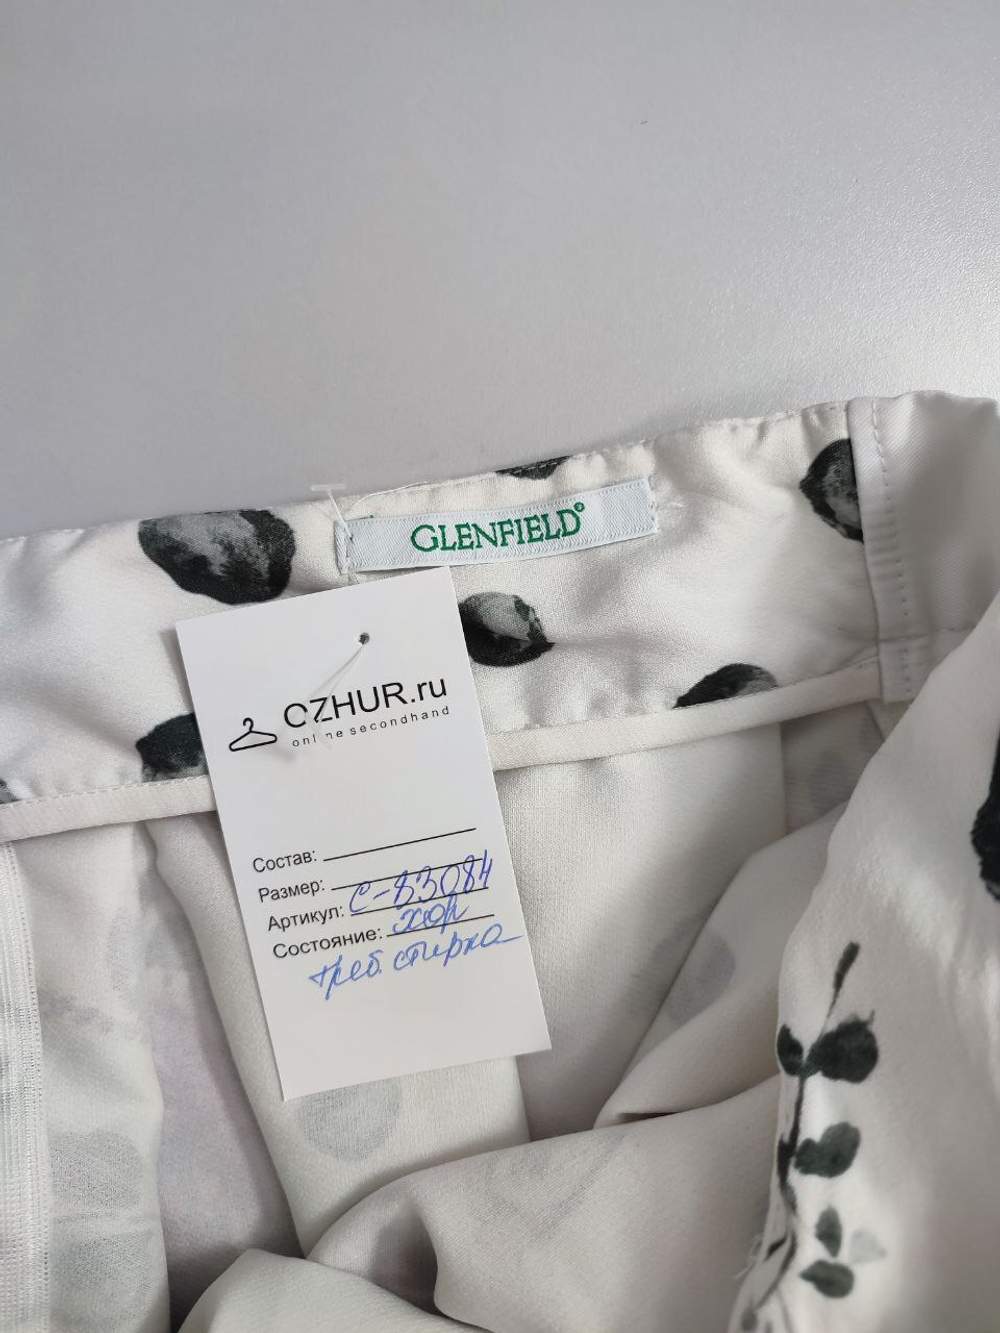 GLENFIELD®
OZHUR.ru
online secondhand
Состав:
Размер:
Артикул: С-83084
Состояние: хор
треб. стирка